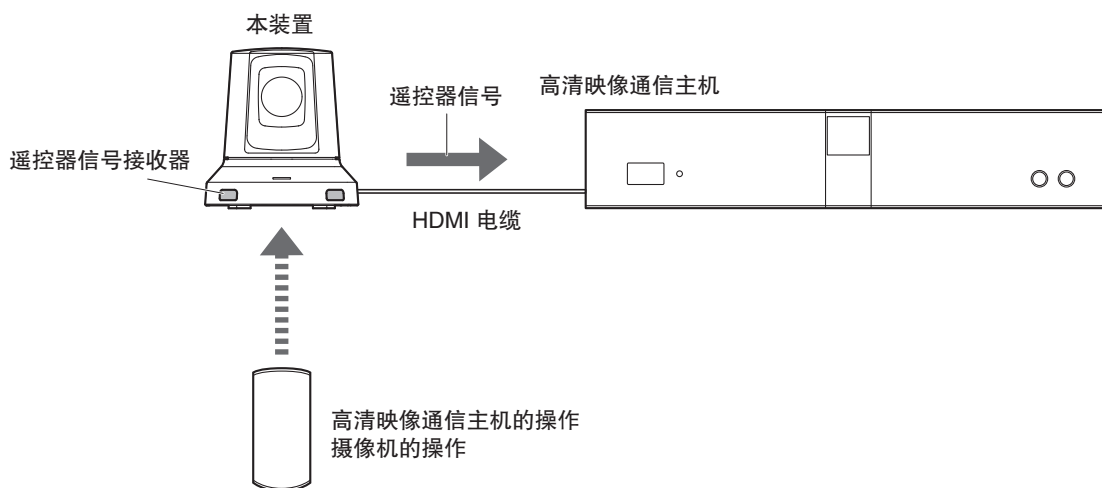 本装置
遥控器信号
高清映像通信主机
遥控器信号接收器
HDMI 电缆
高清映像通信主机的操作
摄像机的操作